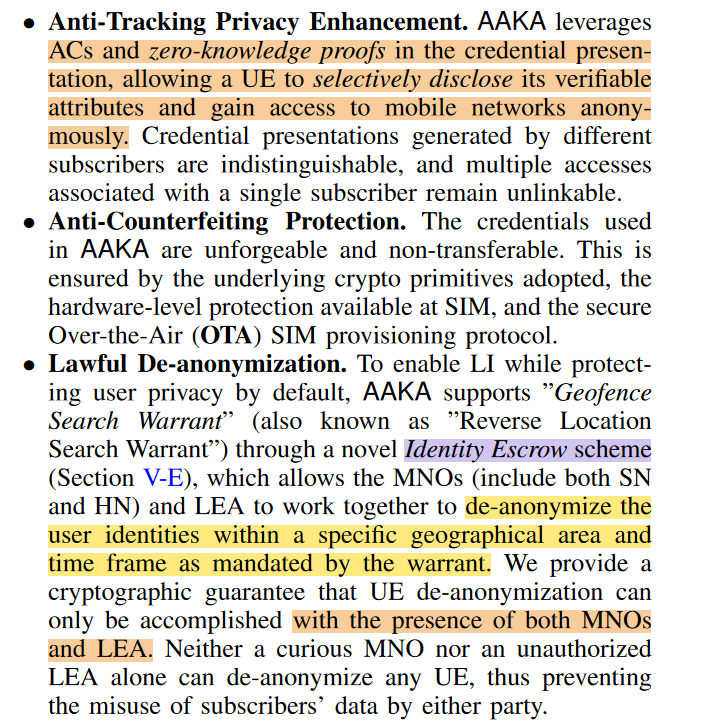 • Anti-Tracking Privacy Enhancement. AAKA leverages
ACs and zero-knowledge proofs in the credential presen-
tation, allowing a UE to selectively disclose its verifiable
attributes and gain access to mobile networks anony-
mously. Credential presentations generated by different
subscribers are indistinguishable, and multiple accesses
associated with a single subscriber remain unlinkable.
• Anti-Counterfeiting Protection. The credentials used
in AAKA are unforgeable and non-transferable. This is
ensured by the underlying crypto primitives adopted, the
hardware-level protection available at SIM, and the secure
Over-the-Air (OTA) SIM provisioning protocol.
• Lawful De-anonymization. To enable LI while protect-
ing user privacy by default, AAKA supports ”Geofence
Search Warrant” (also known as ”Reverse Location
Search Warrant”) through a novel Identity Escrow scheme
(Section V-E), which allows the MNOs (include both SN
and HN) and LEA to work together to de-anonymize the
user identities within a specific geographical area and
time frame as mandated by the warrant. We provide a
cryptographic guarantee that UE de-anonymization can
only be accomplished with the presence of both MNOs
and LEA. Neither a curious MNO nor an unauthorized
LEA alone can de-anonymize any UE, thus preventing
the misuse of subscribers’ data by either party.